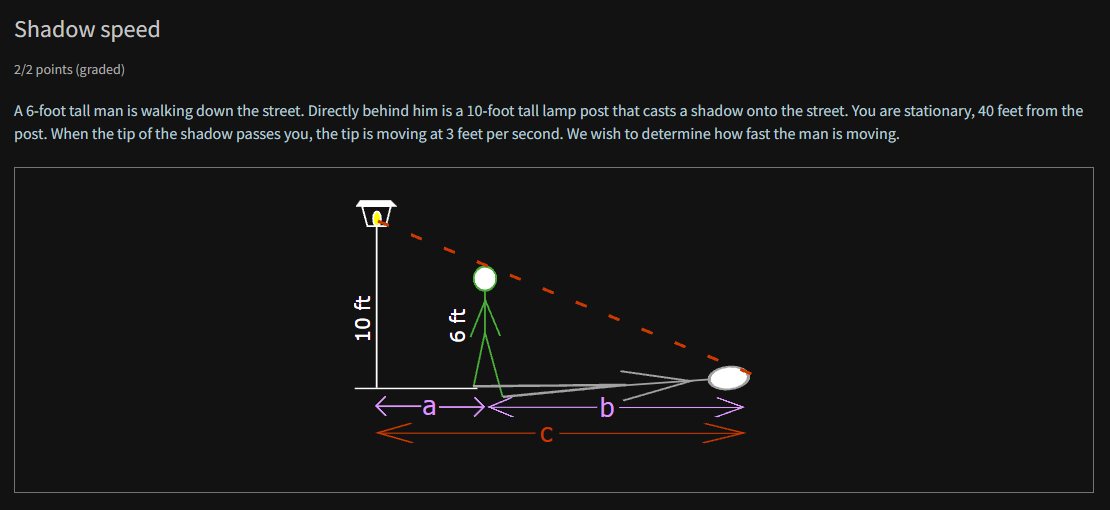 Shadow speed
2/2 points (graded)
A 6-foot tall man is walking down the street. Directly behind him is a 10-foot tall lamp post that casts a shadow onto the street. You are stationary, 40 feet from the
post. When the tip of the shadow passes you, the tip is moving at 3 feet per second. We wish to determine how fast the man is moving.
10 ft
6 ft
a
b
c